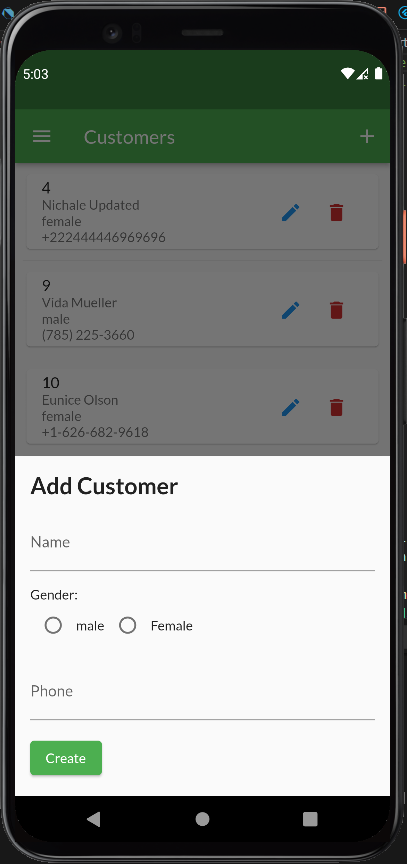 5:03
Customers
4
Nichale Updated
female
+222444446969696
9
Vida Mueller
male
(785) 225-3660
10
Eunice Olson
female
+1-626-682-9618
Add Customer
Name
Gender:
male Female
Phone
Create